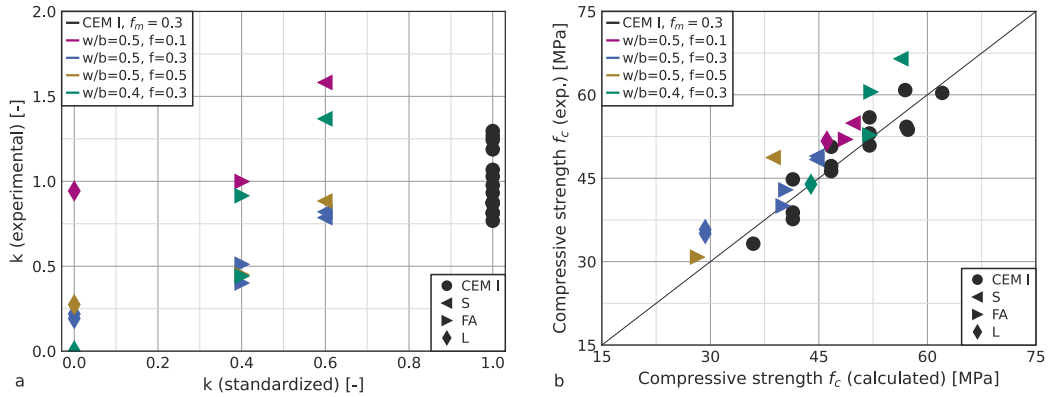 CEM I, f_m = 0.3
w/b=0.5, f=0.1
w/b=0.5, f=0.3
w/b=0.5, f=0.5
w/b=0.4, f=0.3
2.0
1.5
1.0
0.5
0.0
k (experimental) [-]
CEM I
S
FA
L
0.0 0.2 0.4 0.6 0.8 1.0
k (standardized) [-]
a
CEM I, f_m = 0.3
w/b=0.5, f=0.1
w/b=0.5, f=0.3
w/b=0.5, f=0.5
w/b=0.4, f=0.3
75
60
45
30
15
Compressive strength f_c (exp.) [MPa]
CEM I
S
FA
L
15 30 45 60 75
Compressive strength f_c (calculated) [MPa]
b